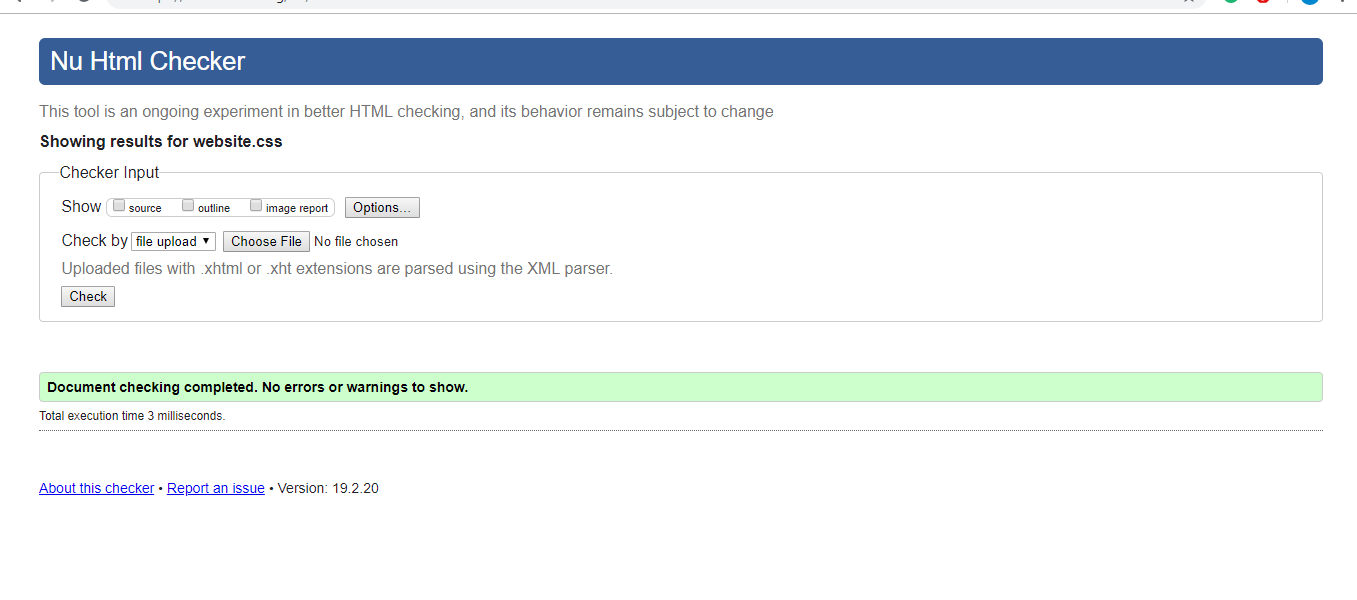 Nu Html Checker
This tool is an ongoing experiment in better HTML checking, and its behavior remains subject to change
Showing results for website.css
Checker Input
Show source outline image report Options...
Check by file upload Choose File No file chosen
Uploaded files with .xhtml or .xht extensions are parsed using the XML parser.
Check
Document checking completed. No errors or warnings to show.
Total execution time 3 milliseconds.
About this checker • Report an issue • Version: 19.2.20